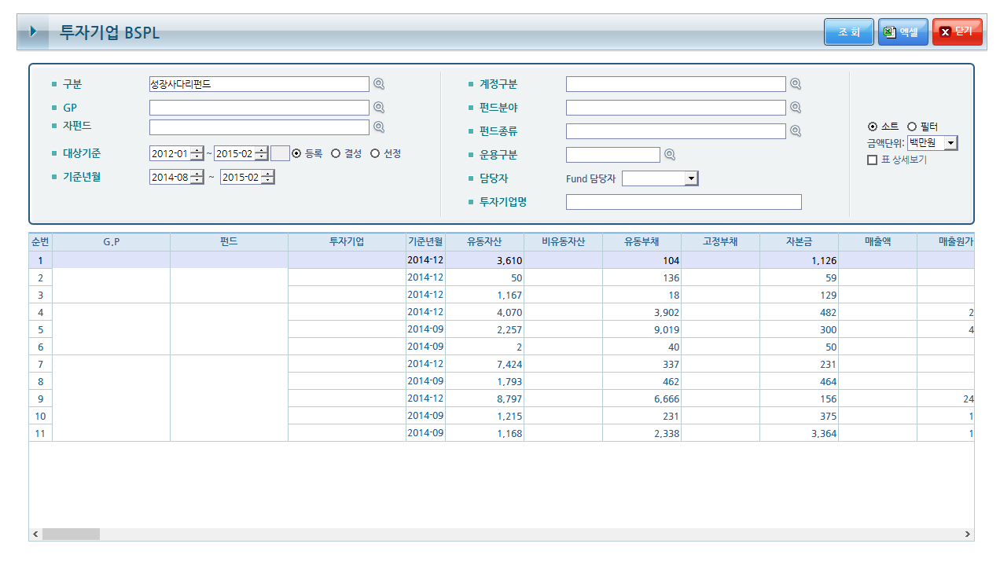 투자기업 BSPL
조 회 엑셀 닫기
구분 성장사다리펀드 계정구분
GP 펀드분야
자펀드 펀드종류 소트 필터
금액단위: 백만원
대상기준 2012-01 ~ 2015-02 등록 결성 선정 운용구분 표 상세보기
기준년월 2014-08 ~ 2015-02 담당자 Fund 담당자
투자기업명
순번 G.P 펀드 투자기업 기준년월 유동자산 비유동자산 유동부채 고정부채 자본금 매출액 매출원가
1 2014-12 3,610 104 1,126
2 2014-12 50 136 59
3 2014-12 1,167 18 129
4 2014-12 4,070 3,902 482 2
5 2014-09 2,257 9,019 300 4
6 2014-09 2 40 50
7 2014-12 7,424 337 231
8 2014-09 1,793 462 464
9 2014-12 8,797 6,666 156 24
10 2014-09 1,215 231 375 1
11 2014-09 1,168 2,338 3,364 1